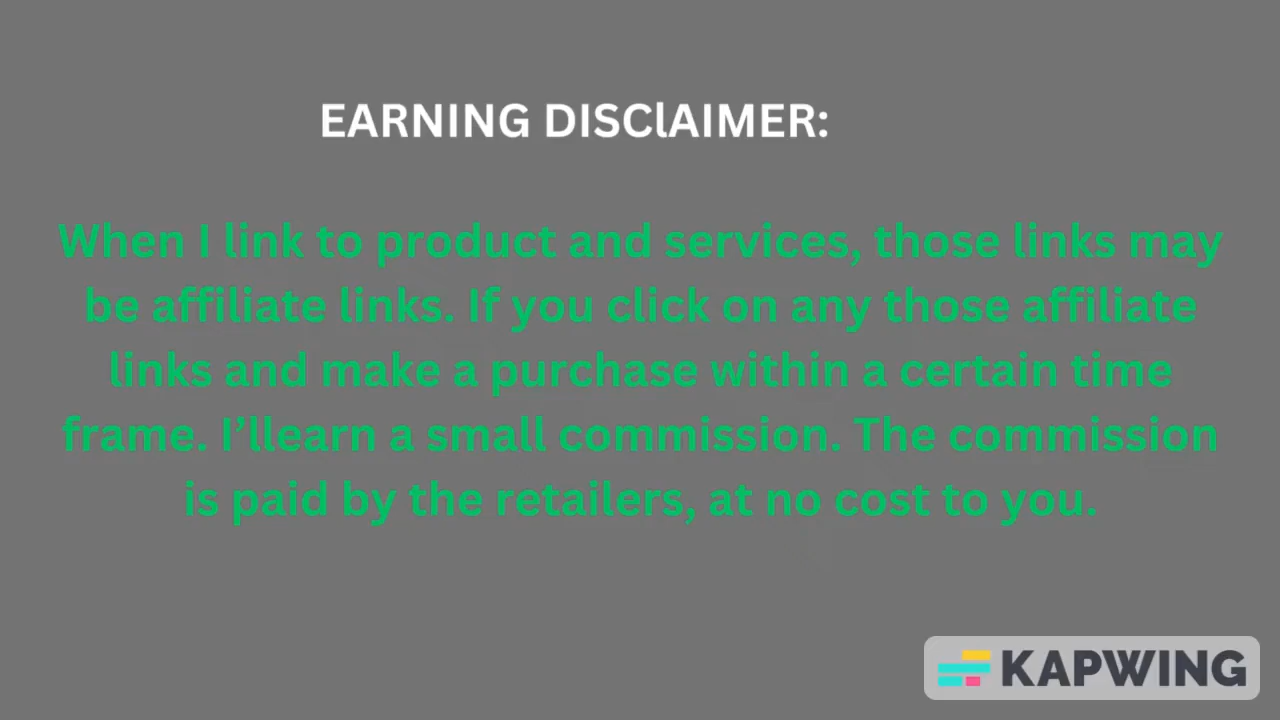 EARNING DISClAIMER:
When I link to product and services, those links may
be affiliate links. If you click on any those affiliate
links and make a purchase within a certain time
frame. I’llearn a small commission. The commission
is paid by the retailers, at no cost to you.
KAPWING